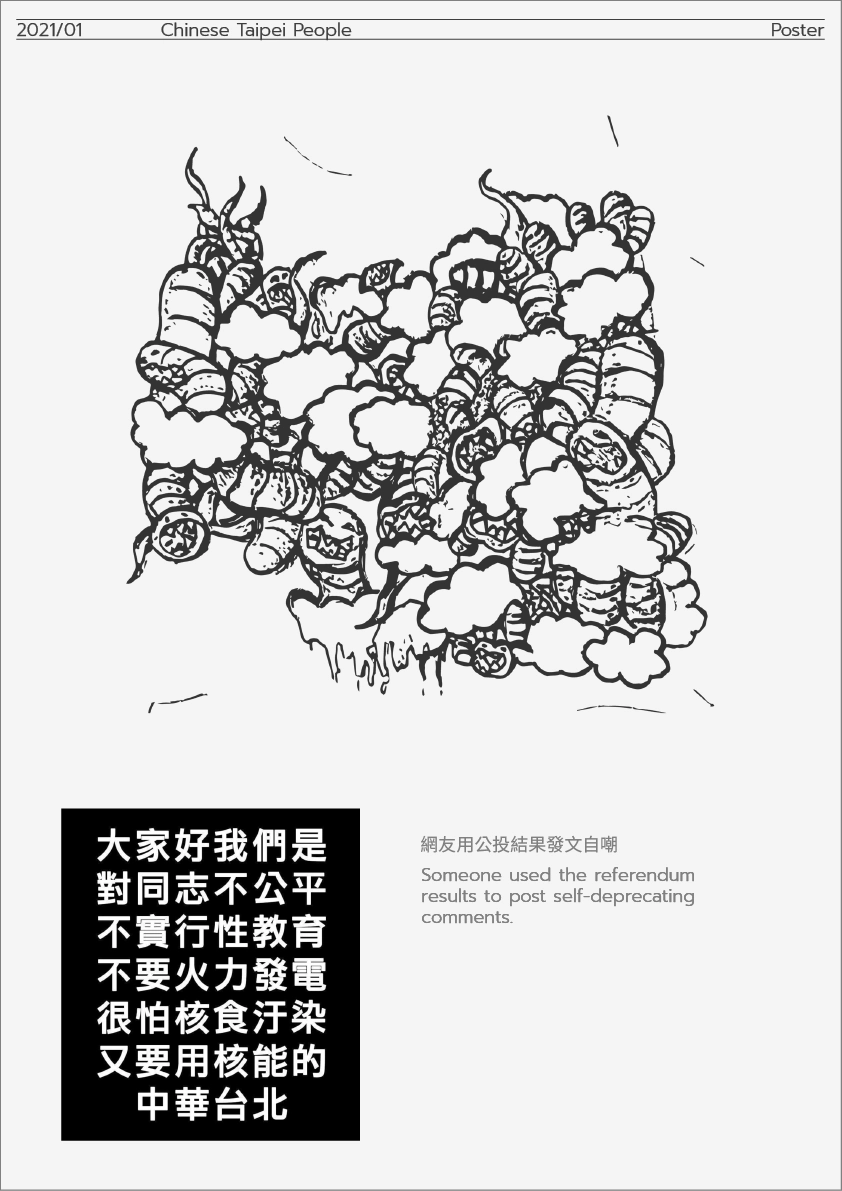 2021/01 Chinese Taipei People Poster
大家好我們是
對同志不公平
不實行性教育
不要火力發電
很怕核食汙染
又要用核能的
中華台北
網友用公投結果發文自嘲
Someone used the referendum
results to post self-deprecating
comments.